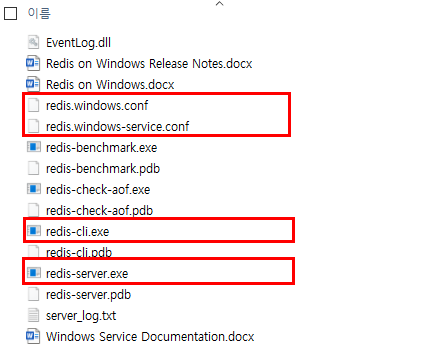 이름
EventLog.dll
Redis on Windows Release Notes.docx
Redis on Windows.docx
redis.windows.conf
redis.windows-service.conf
redis-benchmark.exe
redis-benchmark.pdb
redis-check-aof.exe
redis-check-aof.pdb
redis-cli.exe
redis-cli.pdb
redis-server.exe
redis-server.pdb
server_log.txt
Windows Service Documentation.docx